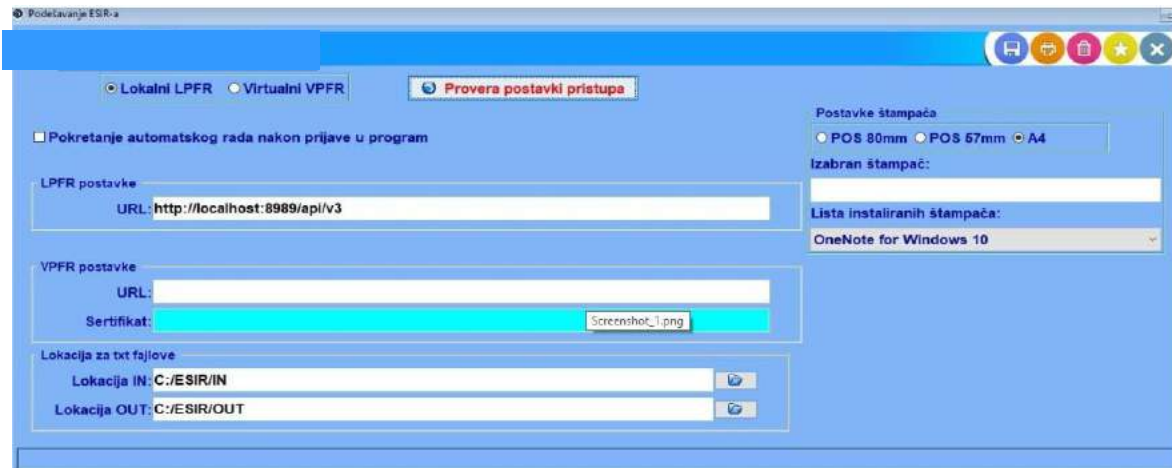 Podešavanje ESIR-a
Lokalni LPFR Virtualni VPFR Provera postavki pristupa
Pokretanje automatskog rada nakon prijave u program
LPFR postavke
URL: http://localhost:8989/api/v3
VPFR postavke
URL:
Sertifikat:
Screenshot_1.png
Lokacija za txt fajlove
Lokacija IN: C:/ESIR/IN
Lokacija OUT: C:/ESIR/OUT
Postavke štampača
POS 80mm POS 57mm A4
Izabran štampač:
Lista instaliranih štampača:
OneNote for Windows 10